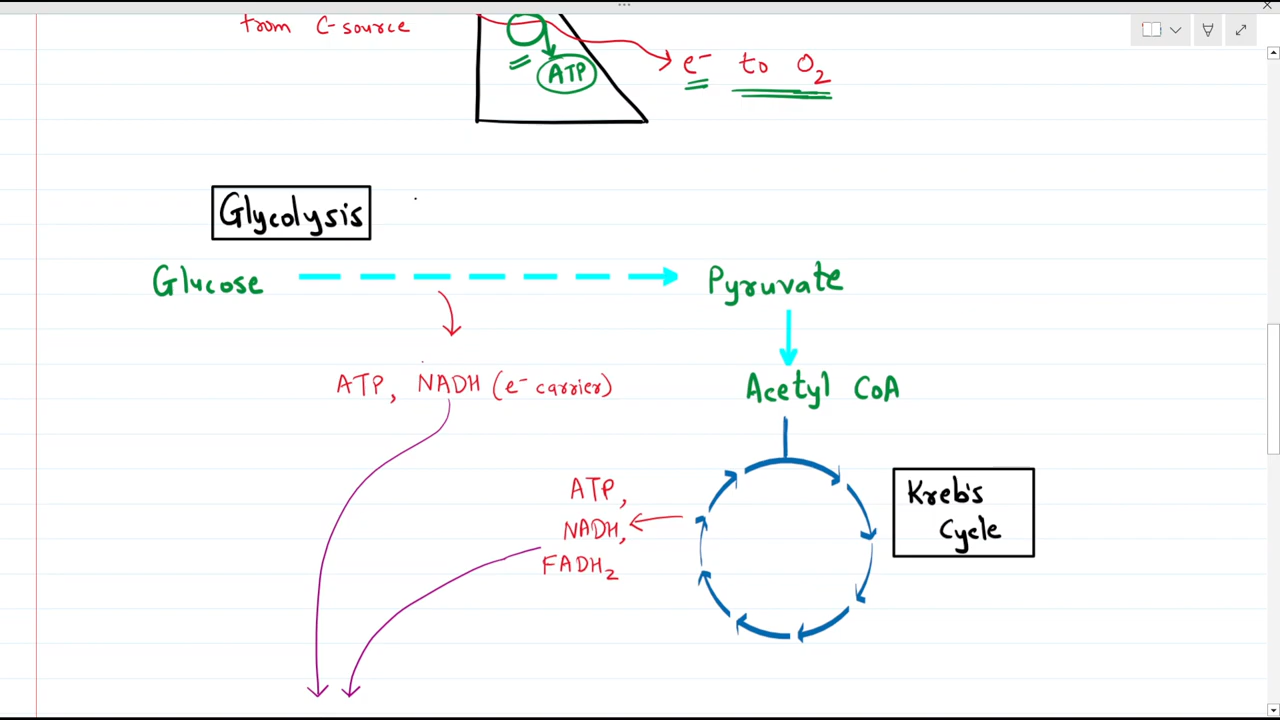 from C-source
ATP
e⁻ to O₂
Glycolysis
Glucose
Pyruvate
ATP, NADH (e⁻ carrier)
Acetyl CoA
ATP,
NADH,
FADH₂
Kreb's
Cycle